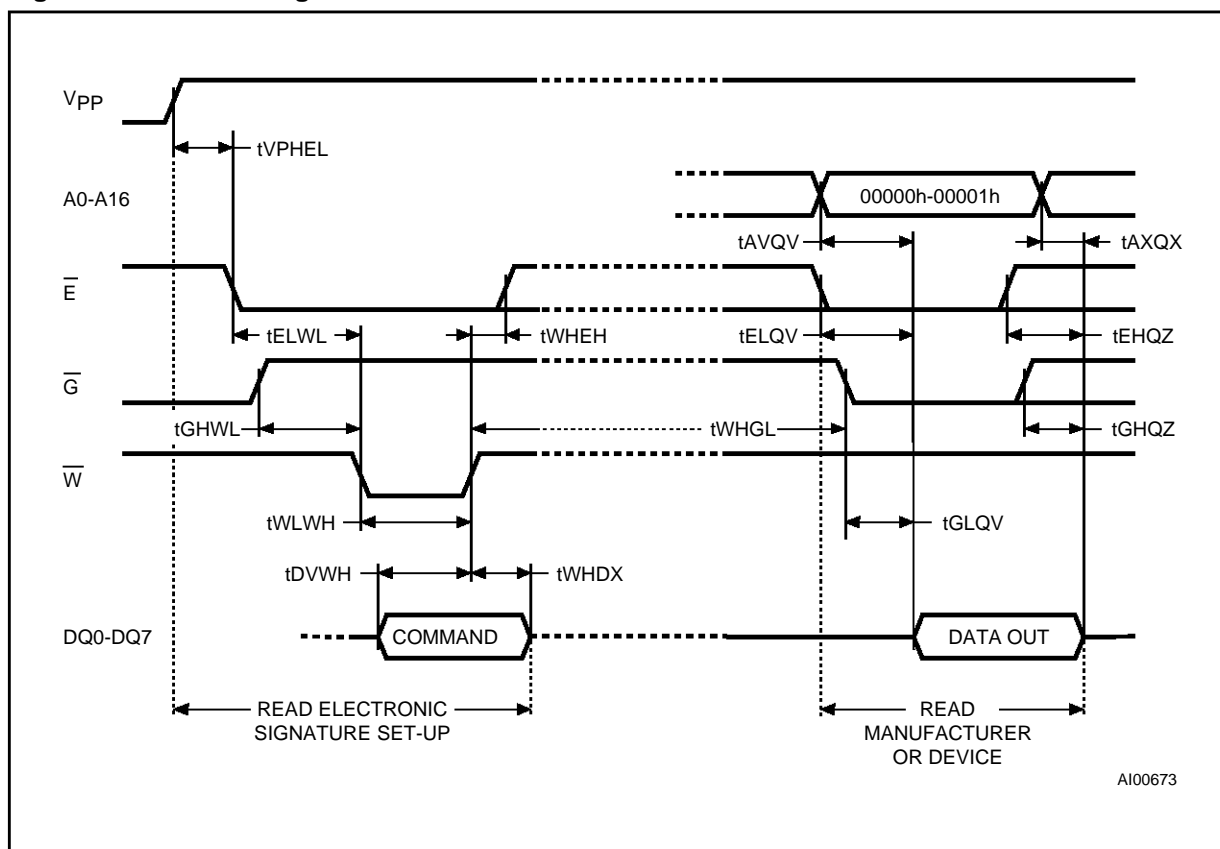 VPP
tVPHEL
A0-A16
00000h-00001h
tAVQV
tAXQX
E
tELWL
tWHEH
tELQV
tEHQZ
G
tGHWL
tWHGL
tGHQZ
W
tWLWH
tGLQV
tDVWH
tWHDX
DQ0-DQ7
COMMAND
DATA OUT
READ ELECTRONIC
SIGNATURE SET-UP
READ
MANUFACTURER
OR DEVICE
AI00673